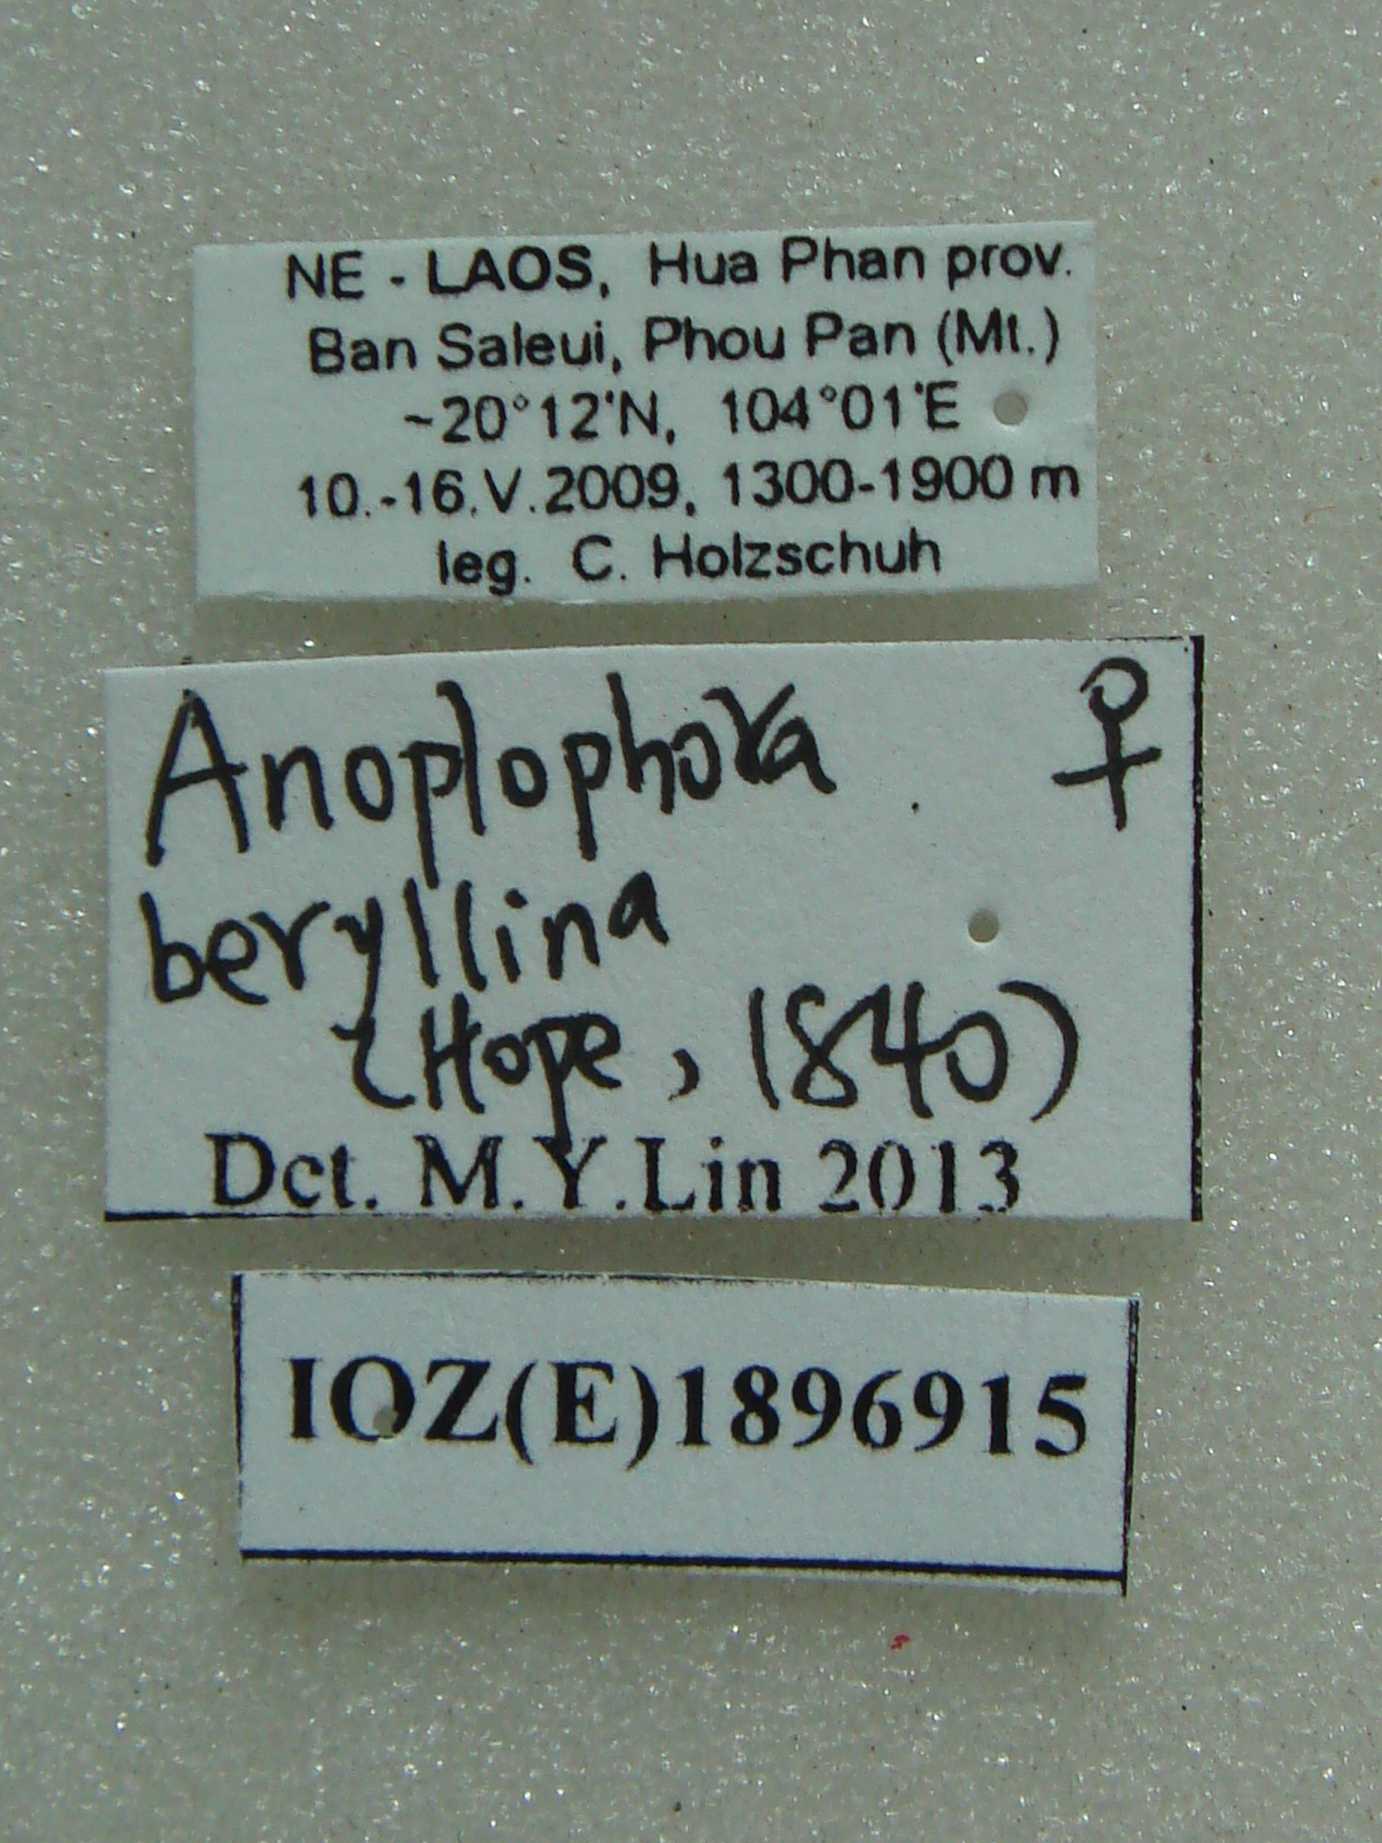 NE - LAOS, Hua Phan prov.
Ban Saleui, Phou Pan (Mt.)
~20°12'N, 104°01'E
10.-16.V.2009, 1300-1900 m
leg. C. Holzschuh
Anoplophora ♀
beryllina
(Hope, 1840)
Det. M.Y.Lin 2013
IOZ(E)1896915